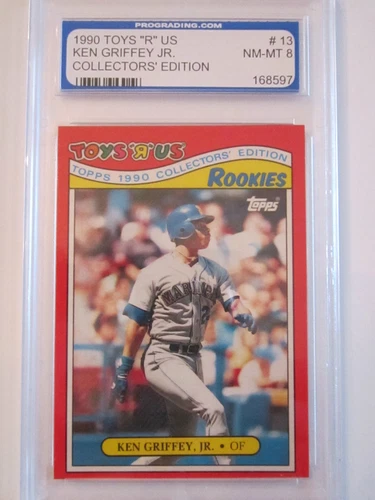 PROGRADING.COM
1990 TOYS "R" US # 13
KEN GRIFFEY JR. NM-MT 8
COLLECTORS' EDITION
168597
TOYS "R" US
TOPPS 1990 COLLECTORS' EDITION
ROOKIES
topps
KEN GRIFFEY, JR. • OF